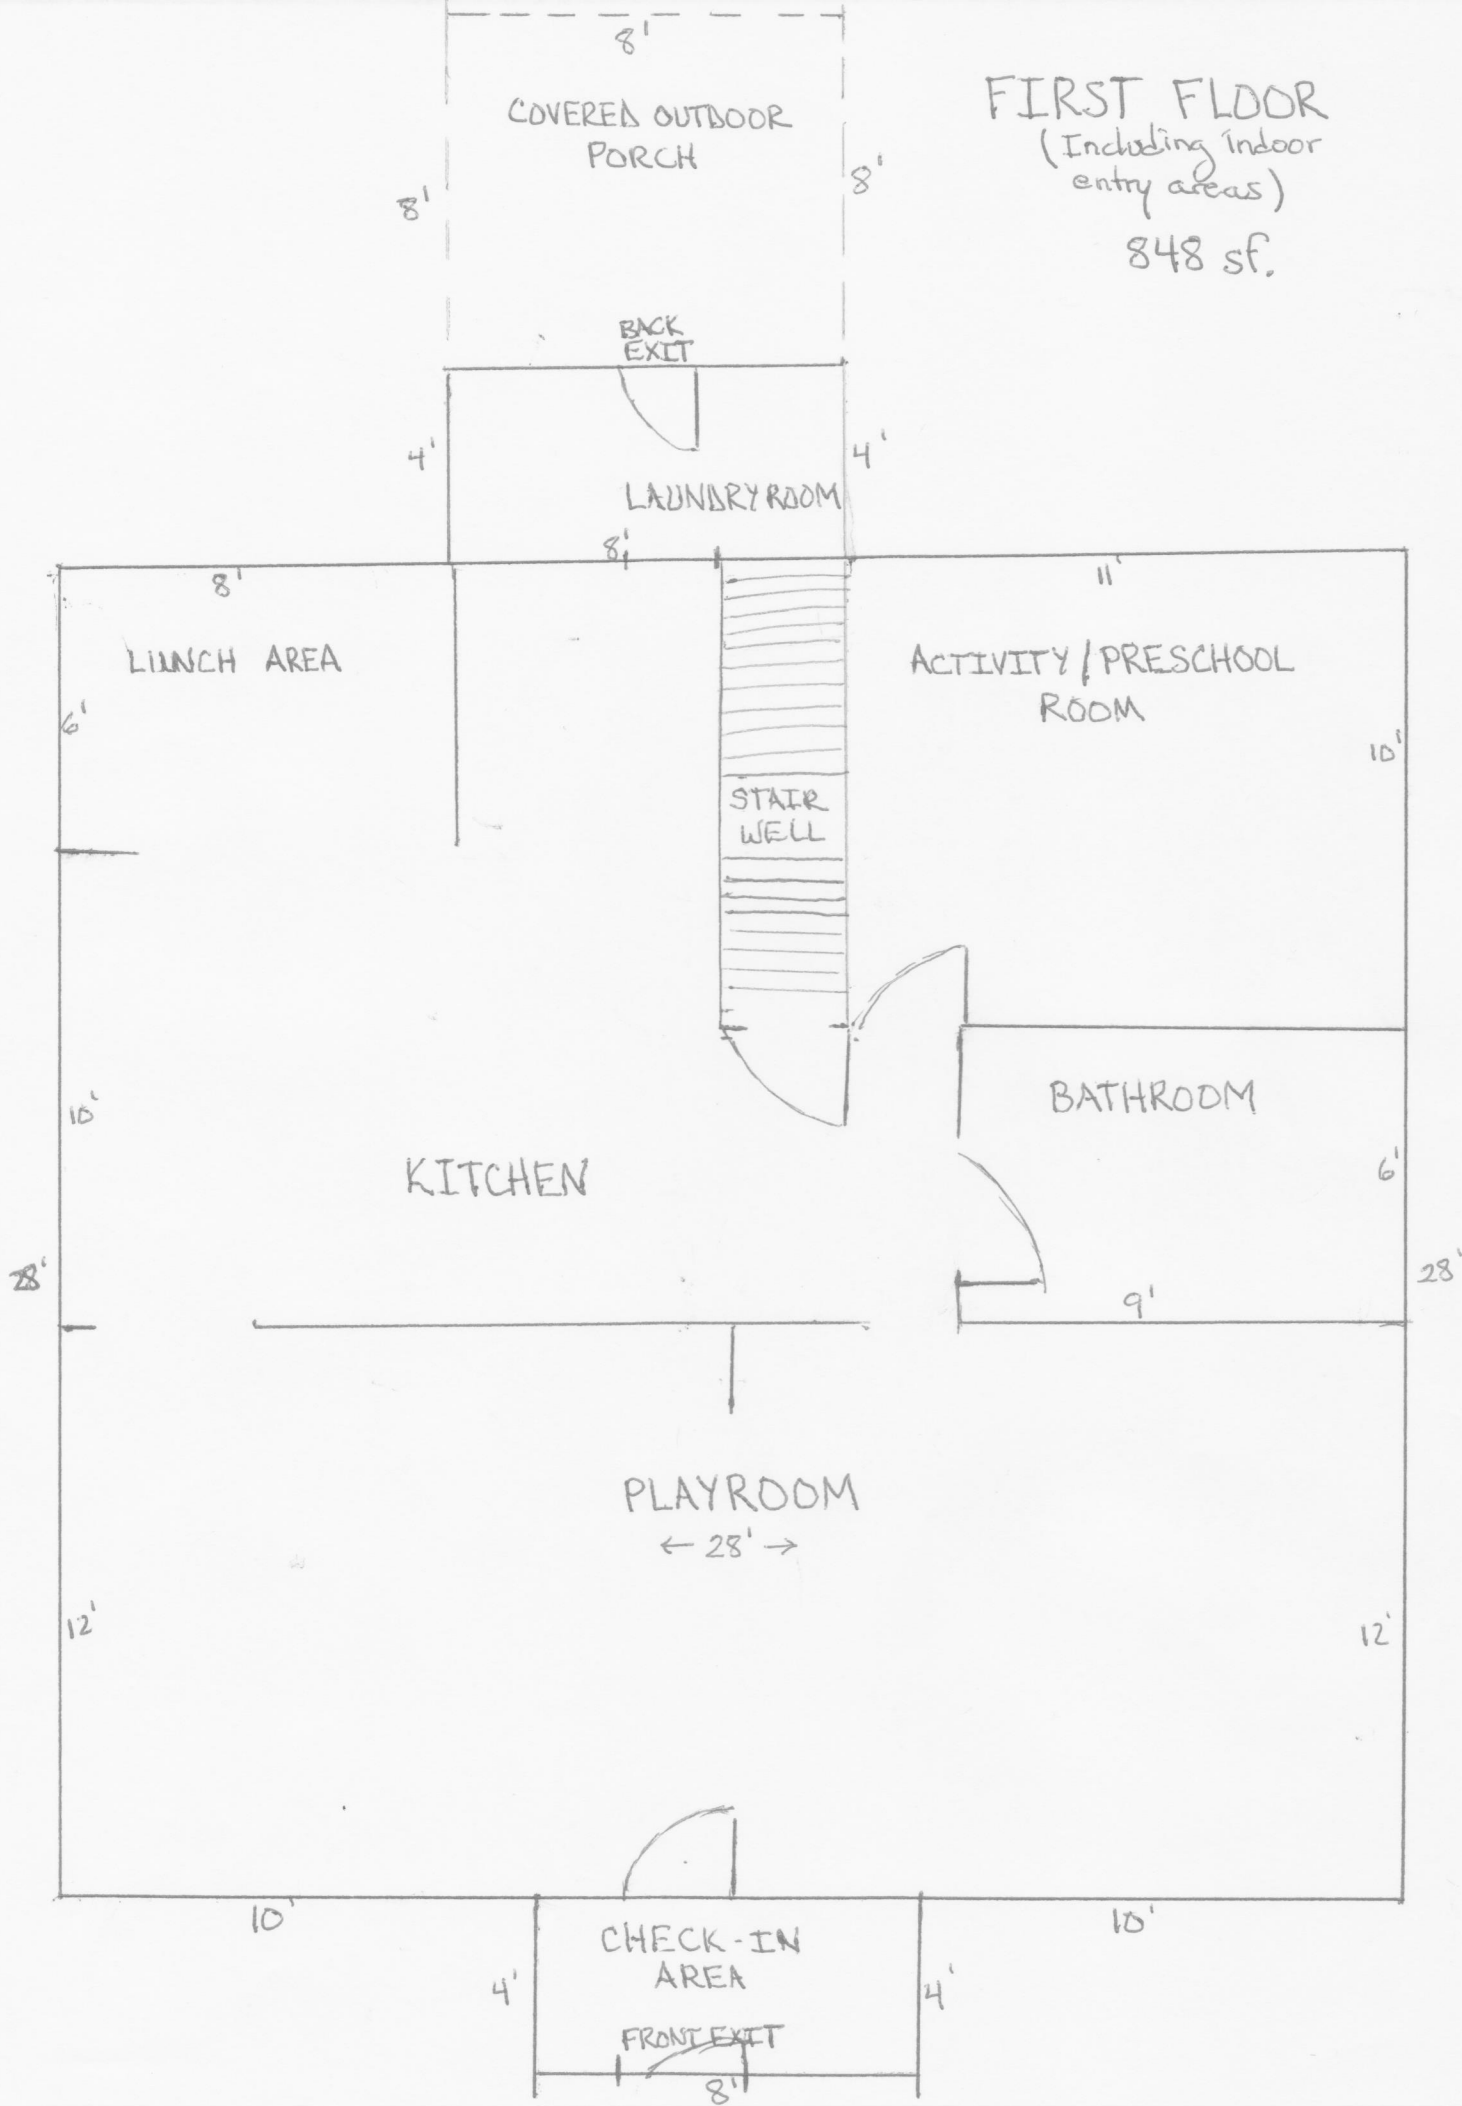 8'
COVERED OUTDOOR
PORCH
8'
8'
FIRST FLOOR
(Including indoor
entry areas)
848 sf.
BACK
EXIT
4'
4'
LAUNDRY ROOM
8'
8'
11'
LUNCH AREA
6'
ACTIVITY/PRESCHOOL
ROOM
10'
STAIR
WELL
BATHROOM
10'
6'
KITCHEN
28'
28'
9'
PLAYROOM
← 28' →
12'
12'
10'
10'
CHECK-IN
AREA
4'
4'
FRONT EXIT
8'